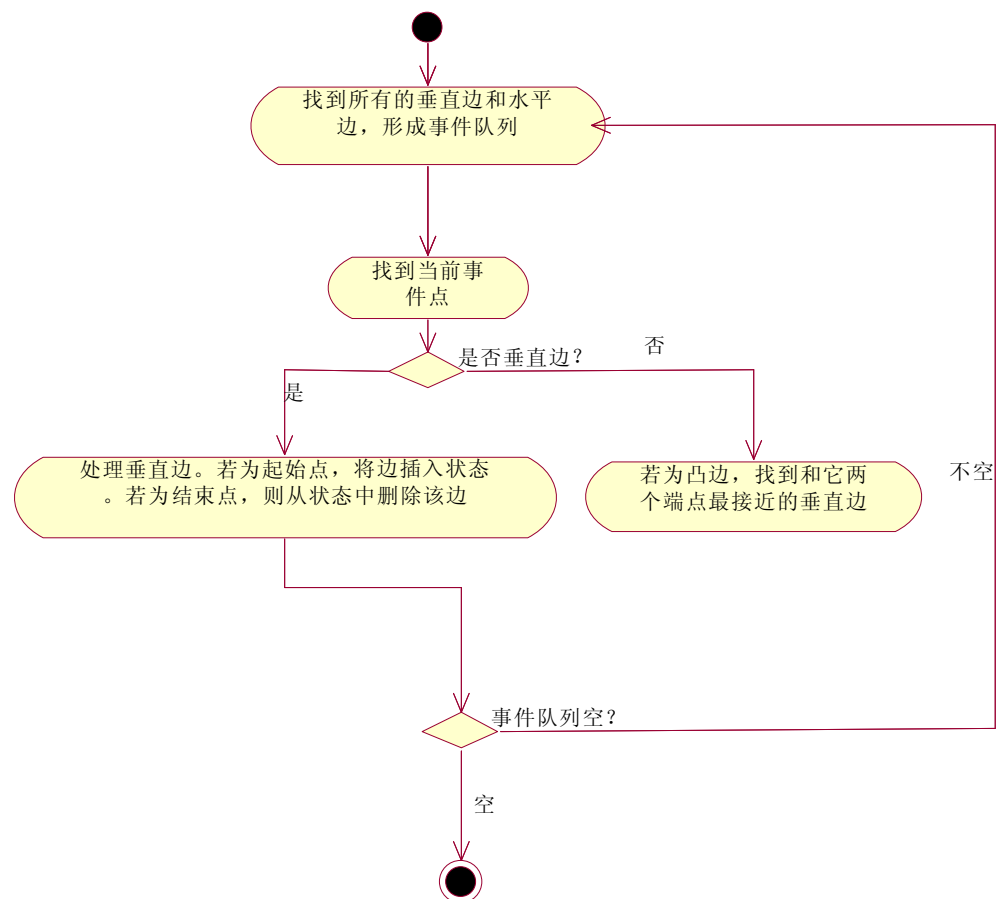 找到所有的垂直边和水平
边，形成事件队列
找到当前事
件点
是否垂直边？
否
是
处理垂直边。若为起始点，将边插入状态
。若为结束点，则从状态中删除该边
若为凸边，找到和它两
个端点最接近的垂直边
不空
事件队列空？
空